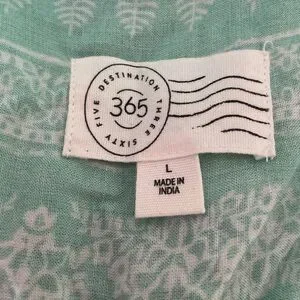 DESTINATION THREE SIXTY FIVE
365
L
MADE IN
INDIA